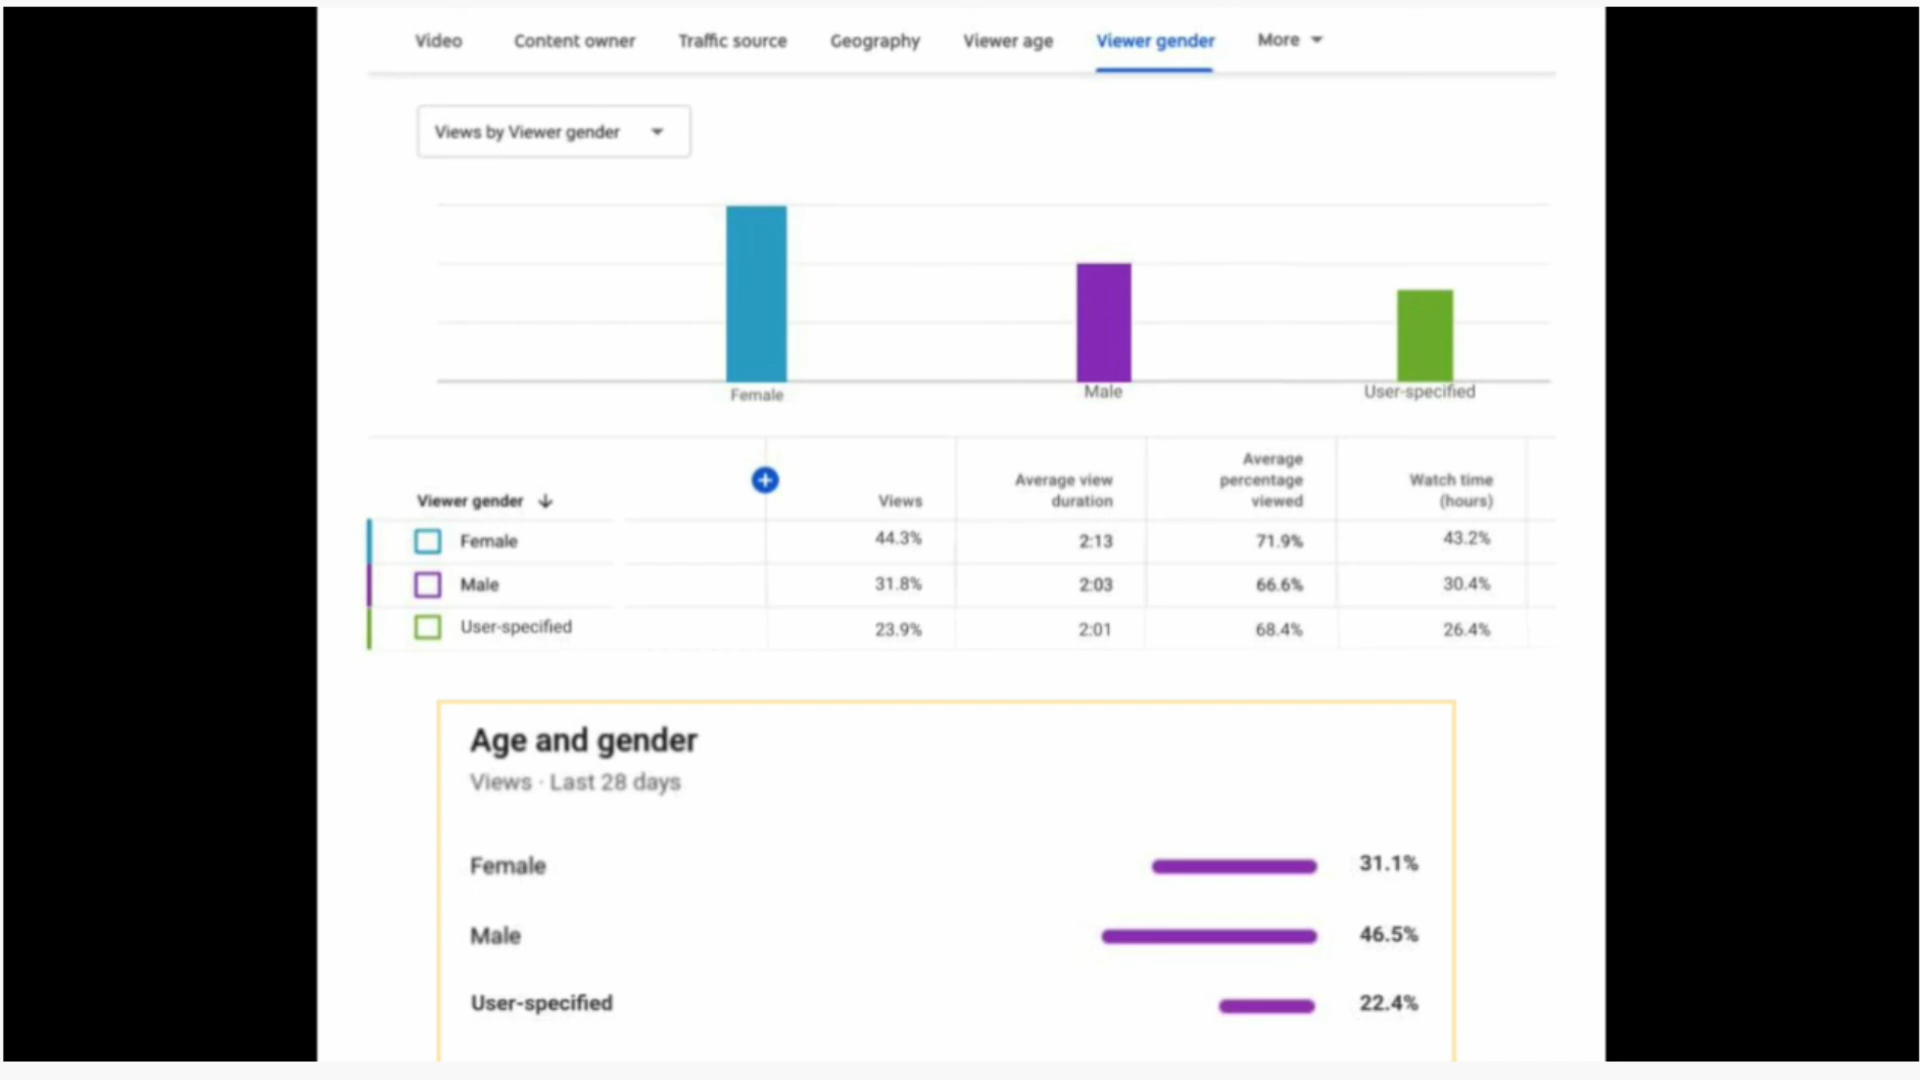 Video Content owner Traffic source Geography Viewer age Viewer gender More
Views by Viewer gender
Female Male User-specified
Viewer gender Views Average view duration Average percentage viewed Watch time (hours)
Female 44.3% 2:13 71.9% 43.2%
Male 31.8% 2:03 66.6% 30.4%
User-specified 23.9% 2:01 68.4% 26.4%
Age and gender
Views · Last 28 days
Female 31.1%
Male 46.5%
User-specified 22.4%